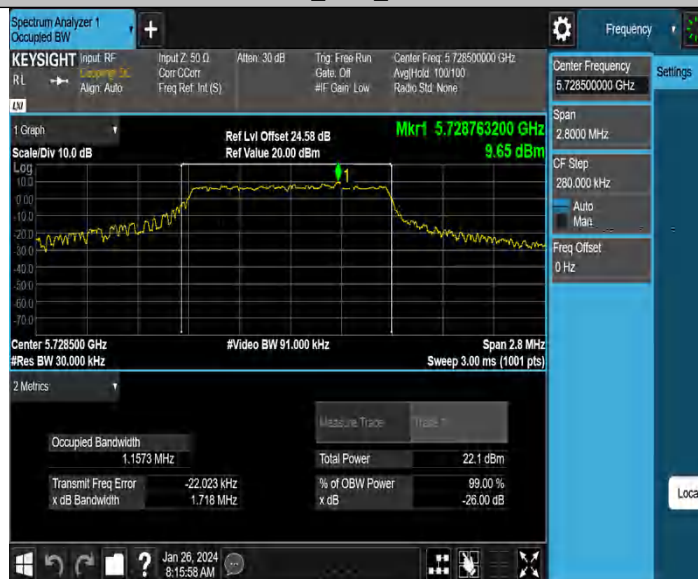 Spectrum Analyzer 1
Occupied BW
+
Frequency
KEYSIGHT Input: RF
Coupling: DC
Align: Auto
RL
Input Z: 50 Ω
Corr CCorr
Freq Ref: Int (S)
Atten: 30 dB
Trig: Free Run
Gate: Off
#IF Gain: Low
Center Freq: 5.728500000 GHz
Avg|Hold: 100/100
Radio Std: None
LXI
Center Frequency
5.728500000 GHz
Settings
Span
2.8000 MHz
CF Step
280.000 kHz
Auto
Man
Freq Offset
0 Hz
1 Graph
Scale/Div 10.0 dB
Ref Lvl Offset 24.58 dB
Ref Value 20.00 dBm
Mkr1 5.728763200 GHz
9.65 dBm
Log
10.0
0.00
-10.0
-20.0
-30.0
-40.0
-50.0
-60.0
-70.0
1
Center 5.728500 GHz
#Res BW 30.000 kHz
#Video BW 91.000 kHz
Span 2.8 MHz
Sweep 3.00 ms (1001 pts)
2 Metrics
Measure Trace
Trace 1
Occupied Bandwidth
1.1573 MHz
Total Power 22.1 dBm
Transmit Freq Error -22.023 kHz
% of OBW Power 99.00 %
x dB Bandwidth 1.718 MHz
x dB -26.00 dB
Loca
?
Jan 26, 2024
8:15:58 AM